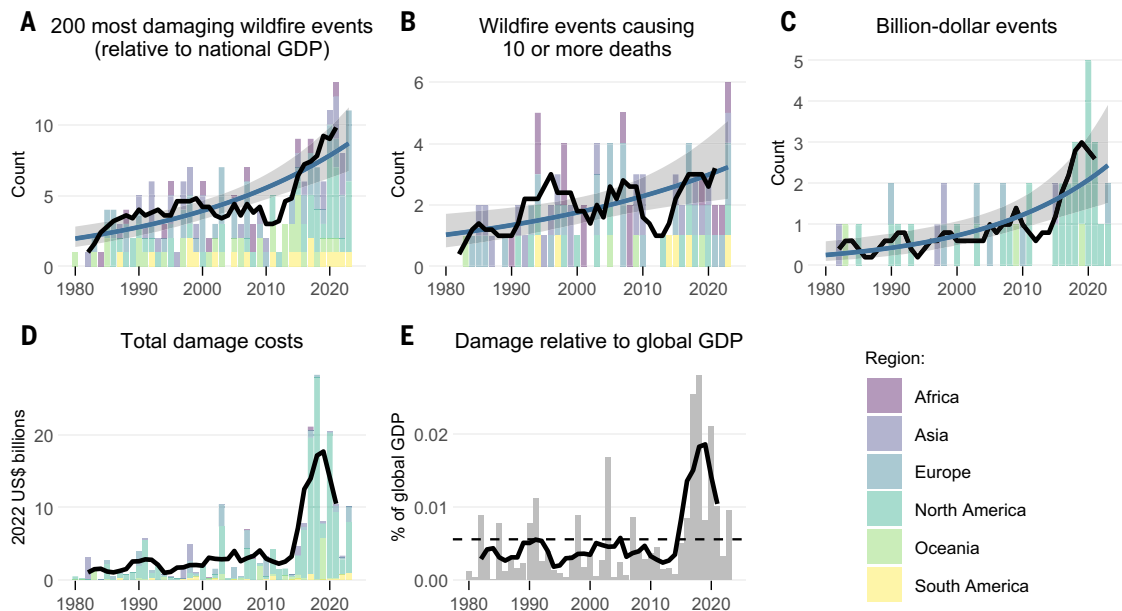 A 200 most damaging wildfire events
(relative to national GDP)
Count
10
5
0
1980 1990 2000 2010 2020
B Wildfire events causing
10 or more deaths
Count
6
4
2
0
1980 1990 2000 2010 2020
C Billion-dollar events
Count
5
4
3
2
1
0
1980 1990 2000 2010 2020
D Total damage costs
2022 US$ billions
20
10
0
1980 1990 2000 2010 2020
E Damage relative to global GDP
% of global GDP
0.02
0.01
0.00
1980 1990 2000 2010 2020
Region:
Africa
Asia
Europe
North America
Oceania
South America